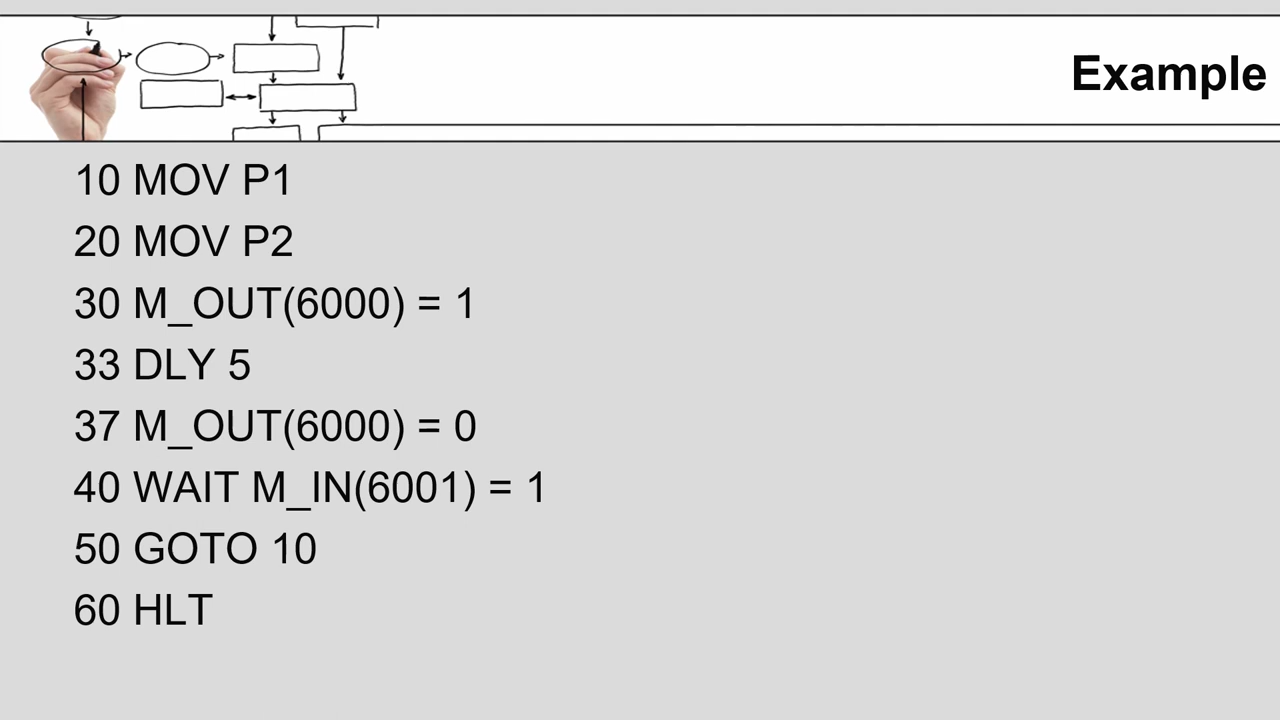 Example
10 MOV P1
20 MOV P2
30 M_OUT(6000) = 1
33 DLY 5
37 M_OUT(6000) = 0
40 WAIT M_IN(6001) = 1
50 GOTO 10
60 HLT